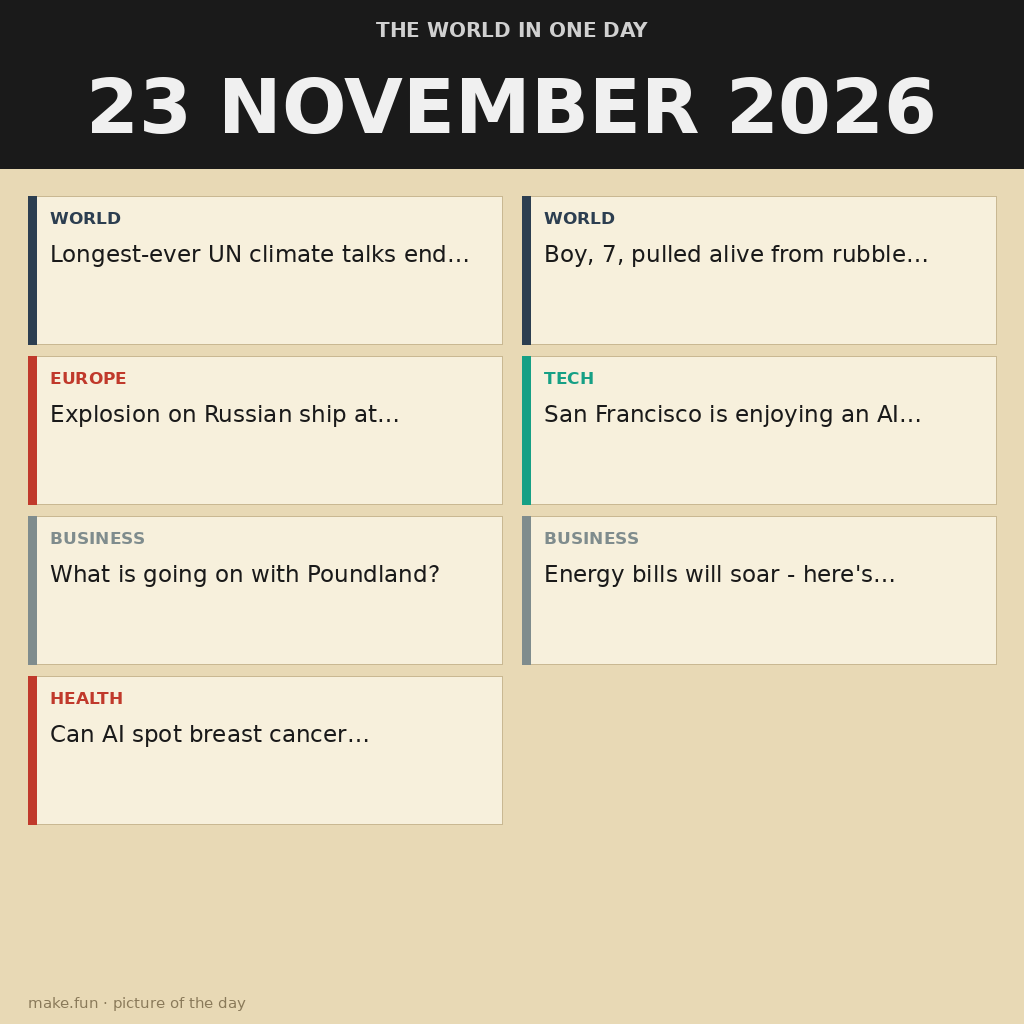 THE WORLD IN ONE DAY
23 NOVEMBER 2026
WORLD
Longest-ever UN climate talks end…
WORLD
Boy, 7, pulled alive from rubble…
EUROPE
Explosion on Russian ship at…
TECH
San Francisco is enjoying an AI…
BUSINESS
What is going on with Poundland?
BUSINESS
Energy bills will soar - here's…
HEALTH
Can AI spot breast cancer…
make.fun · picture of the day